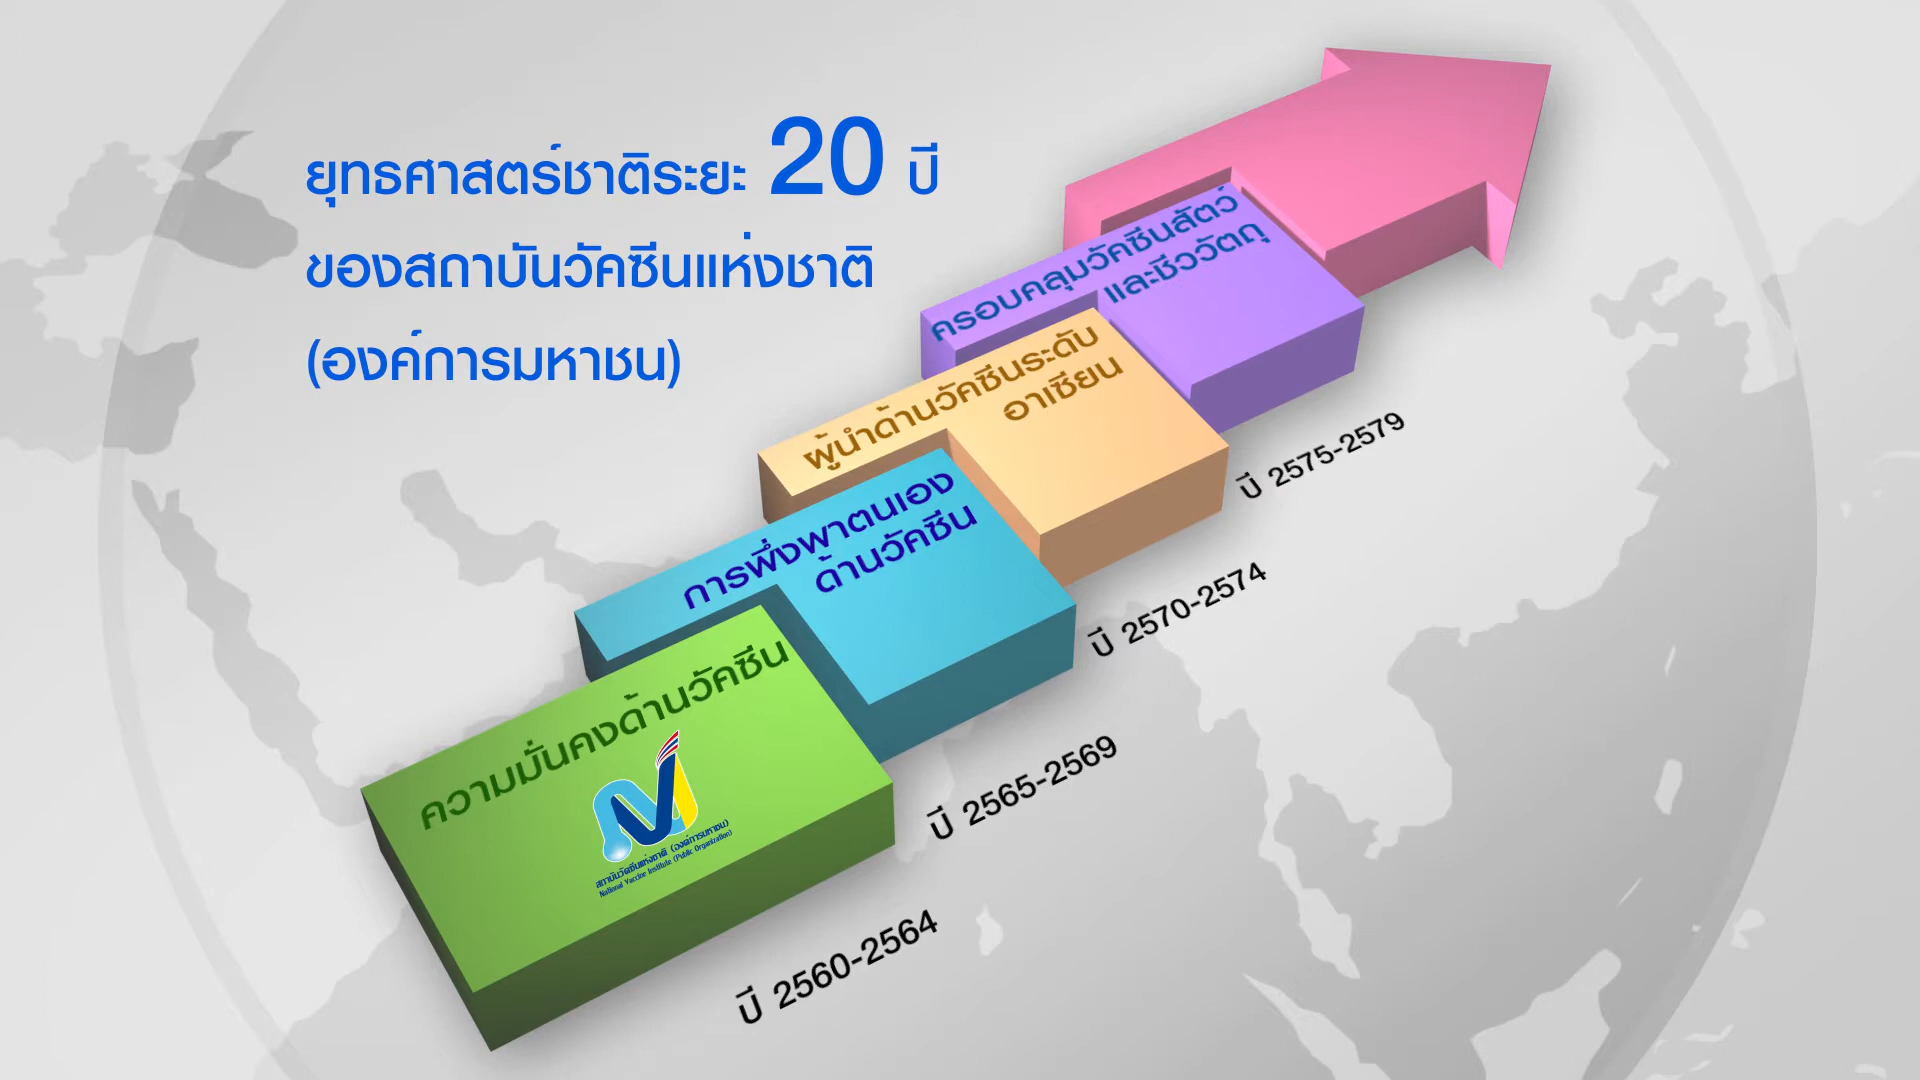 ยุทธศาสตร์ชาติระยะ 20 ปี
ของสถาบันวัคซีนแห่งชาติ
(องค์การมหาชน)
ครอบคลุมวัคซีนสัตว์
และชีววัตถุ
ปี 2575-2579
ผู้นำด้านวัคซีนระดับ
อาเซียน
ปี 2570-2574
การพึ่งพาตนเอง
ด้านวัคซีน
ปี 2565-2569
ความมั่นคงด้านวัคซีน
สถาบันวัคซีนแห่งชาติ (องค์การมหาชน)
National Vaccine Institute (Public Organization)
ปี 2560-2564